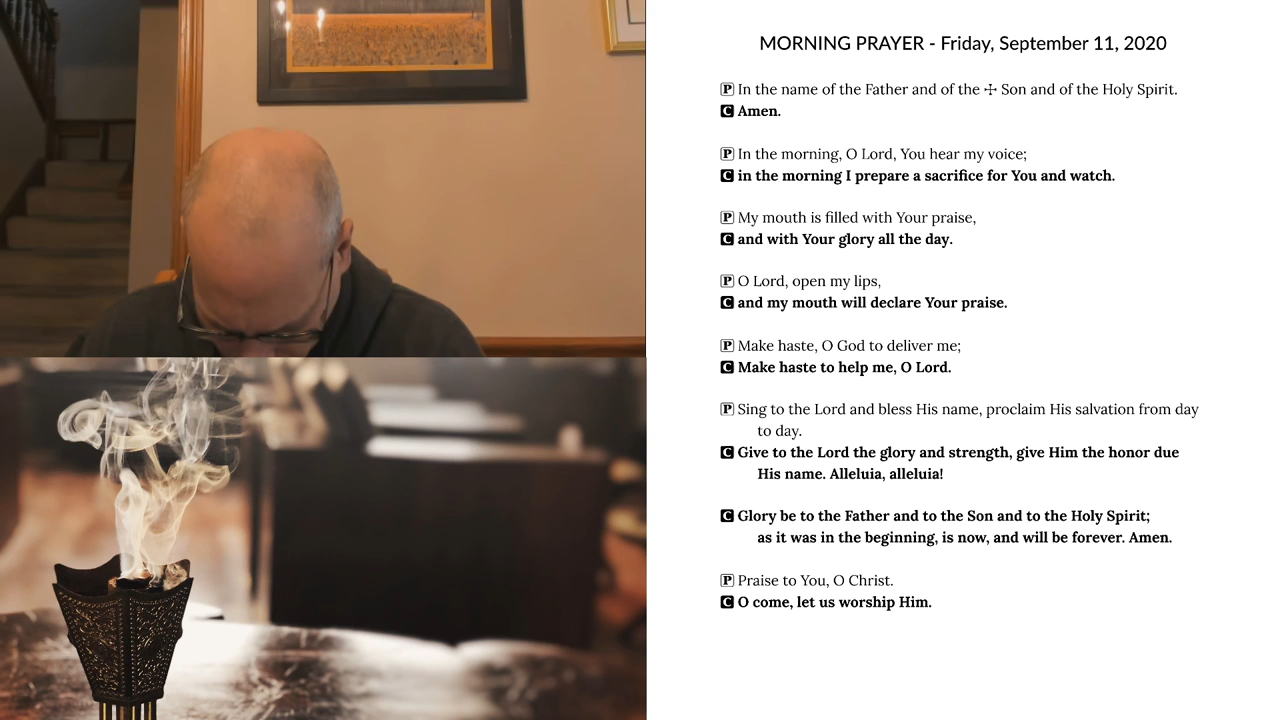 MORNING PRAYER - Friday, September 11, 2020
P In the name of the Father and of the ☩ Son and of the Holy Spirit.
C Amen.
P In the morning, O Lord, You hear my voice;
C in the morning I prepare a sacrifice for You and watch.
P My mouth is filled with Your praise,
C and with Your glory all the day.
P O Lord, open my lips,
C and my mouth will declare Your praise.
P Make haste, O God to deliver me;
C Make haste to help me, O Lord.
P Sing to the Lord and bless His name, proclaim His salvation from day
to day.
C Give to the Lord the glory and strength, give Him the honor due
His name. Alleluia, alleluia!
C Glory be to the Father and to the Son and to the Holy Spirit;
as it was in the beginning, is now, and will be forever. Amen.
P Praise to You, O Christ.
C O come, let us worship Him.